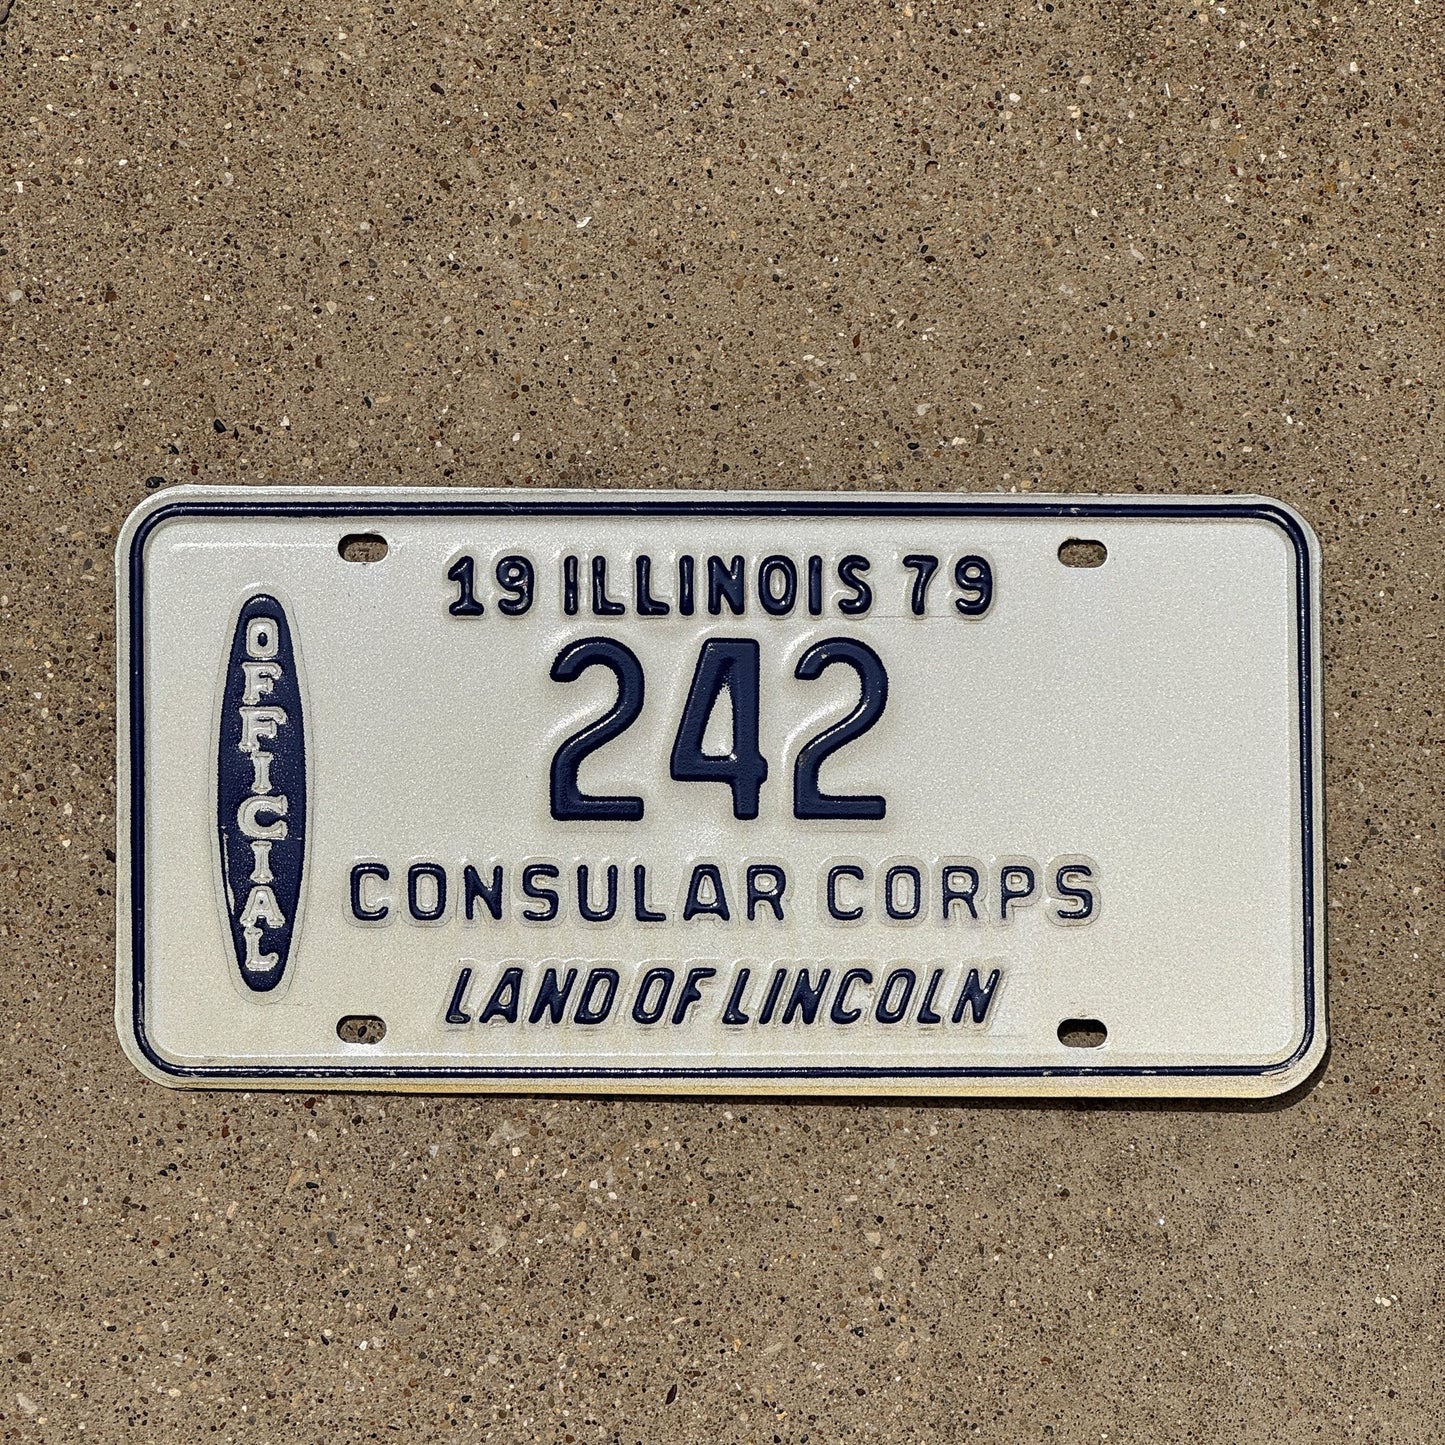 19 ILLINOIS 79
OFFICIAL
242
CONSULAR CORPS
LAND OF LINCOLN